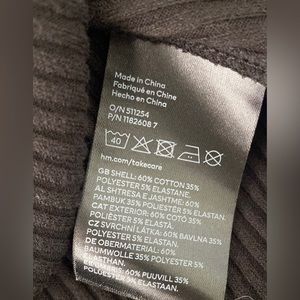 Made in China
Fabriqué en Chine
Hecho en China
O/N 511254
P/N 1182608 7
40
hm.com/takecare
GB SHELL: 60% COTTON 35%
POLYESTER 5% ELASTANE.
AL SHTRESA E JASHTME: 60%
PAMBUK 35% POLIESTER 5% ELASTAN.
CAT EXTERIOR: 60% COTÓ 35%
POLIÈSTER 5% ELASTÀ.
CZ SVRCHNÍ LÁTKA: 60% BAVLNA 35%
POLYESTER 5% ELASTAN.
DE OBERMATERIAL: 60%
BAUMWOLLE 35% POLYESTER 5%
ELASTHAN.
60% PUUVILL 35%
POLÜESTER 5% ELASTAAN.